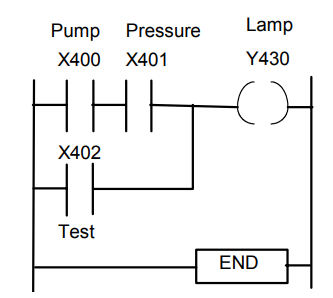 Pump Pressure Lamp
X400 X401 Y430
X402
Test
END